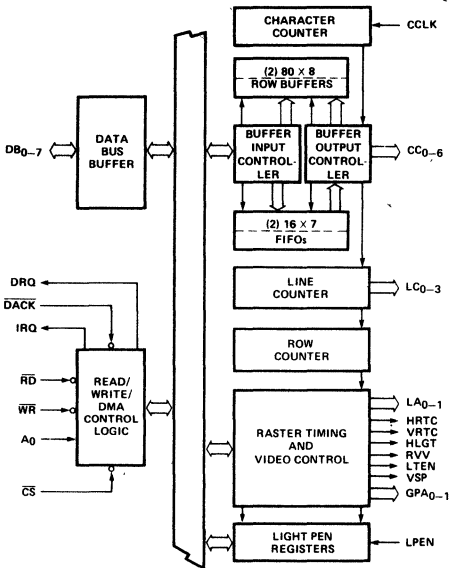 CHARACTER
COUNTER
CCLK
(2) 80 X 8
ROW BUFFERS
DB0–7
DATA
BUS
BUFFER
BUFFER
INPUT
CONTROL-
LER
BUFFER
OUTPUT
CONTROL-
LER
CC0-6
(2) 16 X 7
FIFOs
DRQ
DACK
IRQ
LINE
COUNTER
LC0–3
ROW
COUNTER
RD
WR
A0
CS
READ/
WRITE/
DMA
CONTROL
LOGIC
RASTER TIMING
AND
VIDEO CONTROL
LA0–1
HRTC
VRTC
HLGT
RVV
LTEN
VSP
GPA0–1
LIGHT PEN
REGISTERS
LPEN